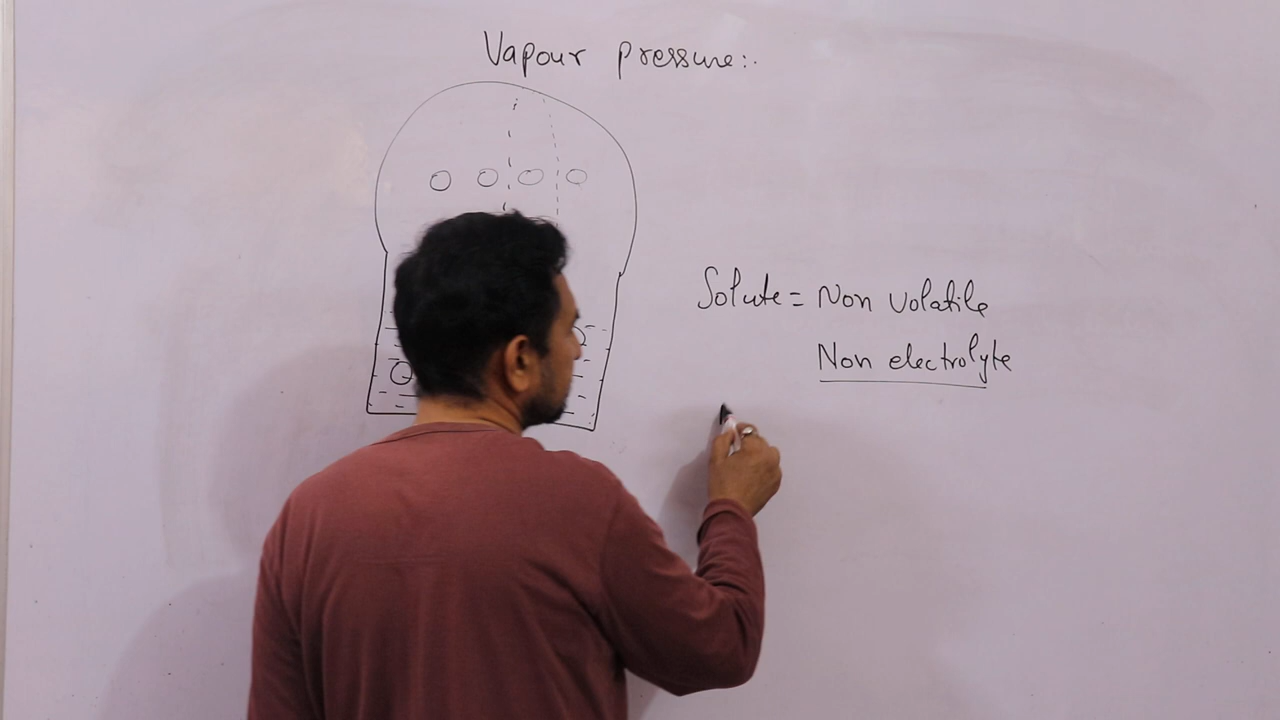 Vapour pressure:.
Solute = Non volatile
Non electrolyte